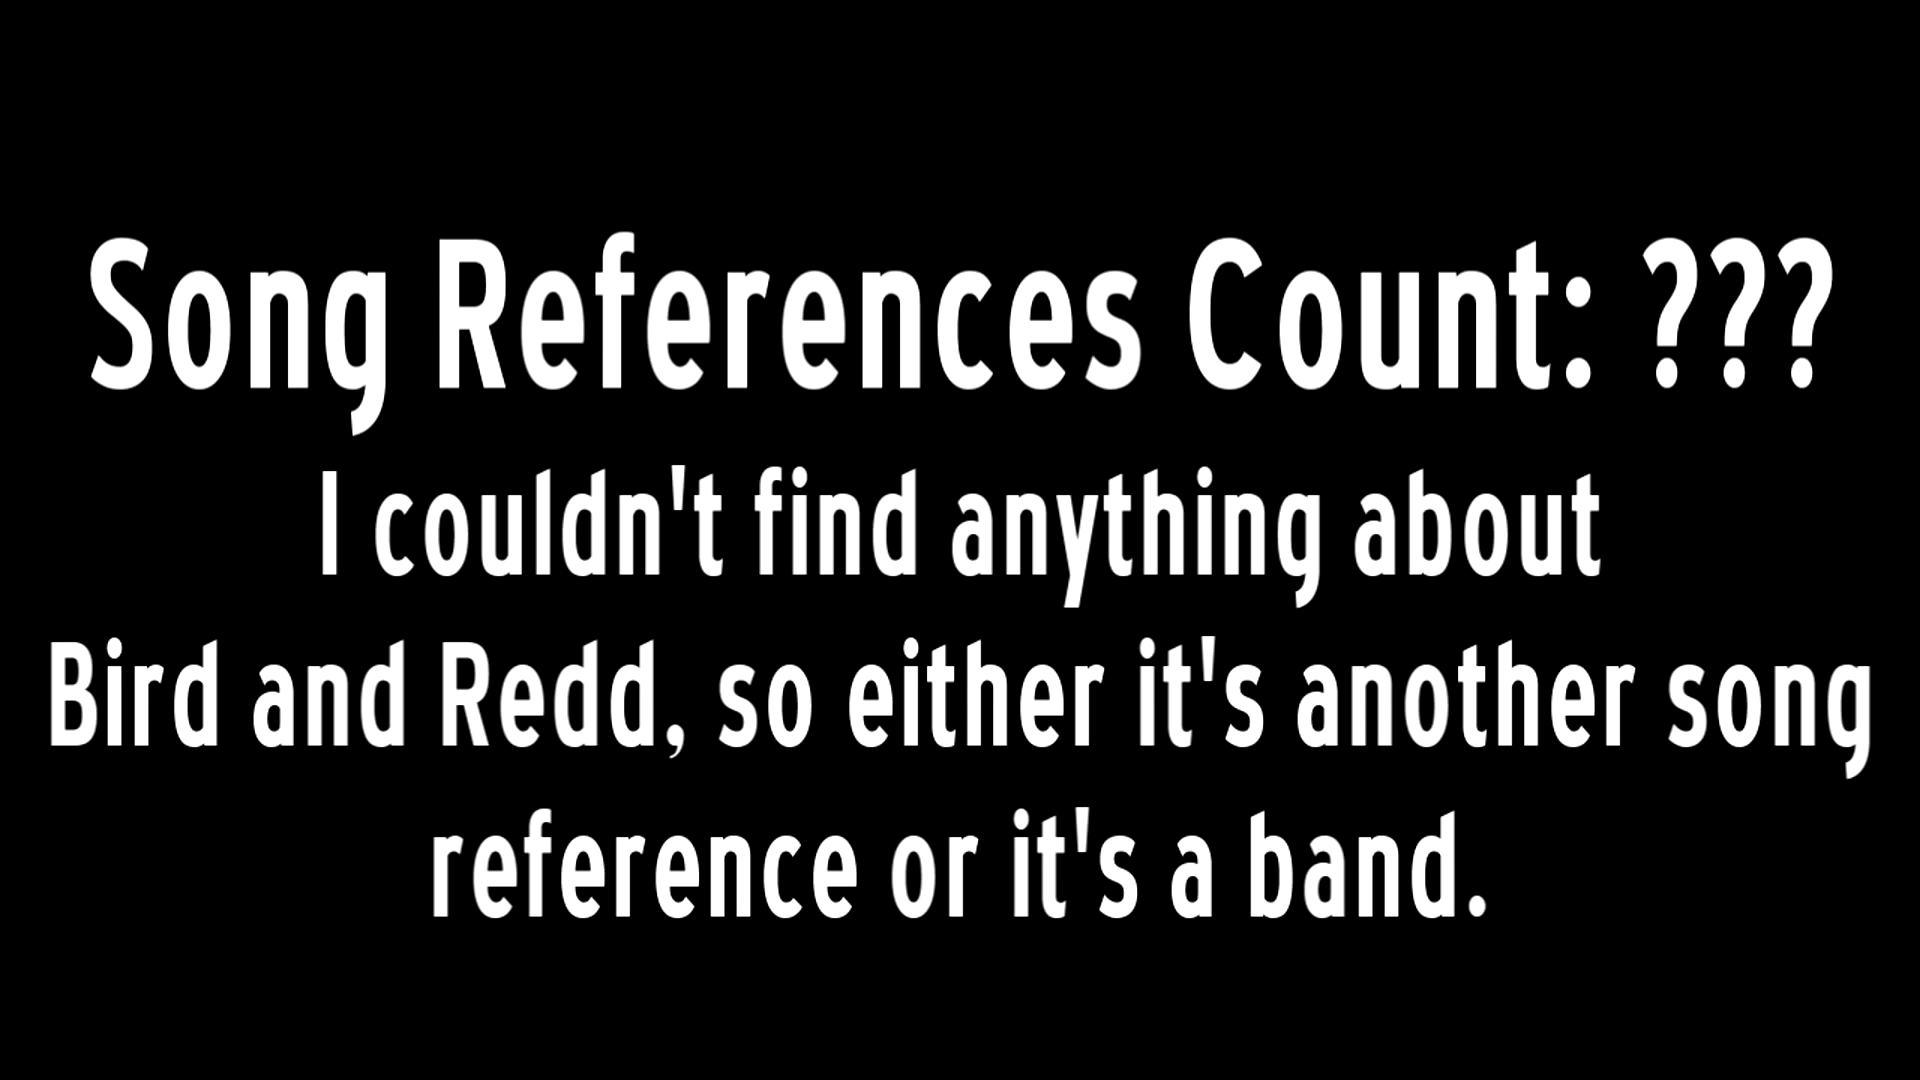 Song References Count: ???
I couldn't find anything about
Bird and Redd, so either it's another song
reference or it's a band.